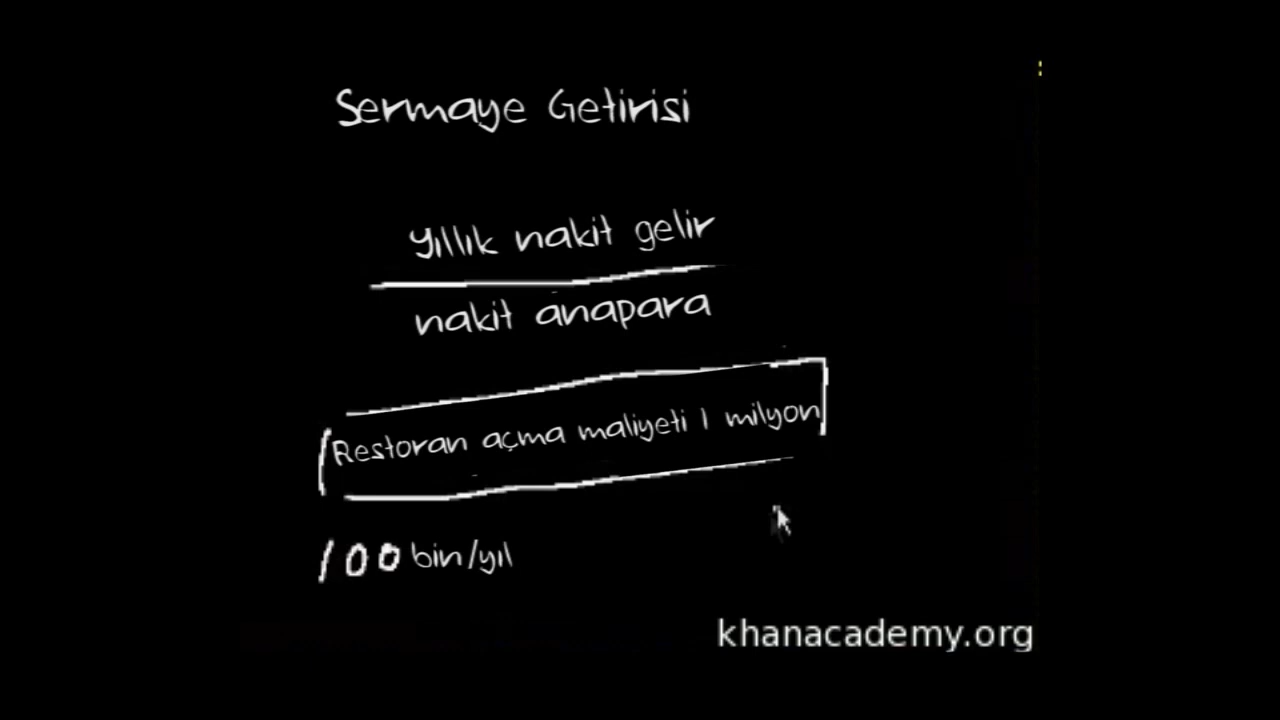 Sermaye Getirisi
yıllık nakit gelir
nakit anapara
Restoran açma maliyeti 1 milyon
100 bin/yıl
khanacademy.org